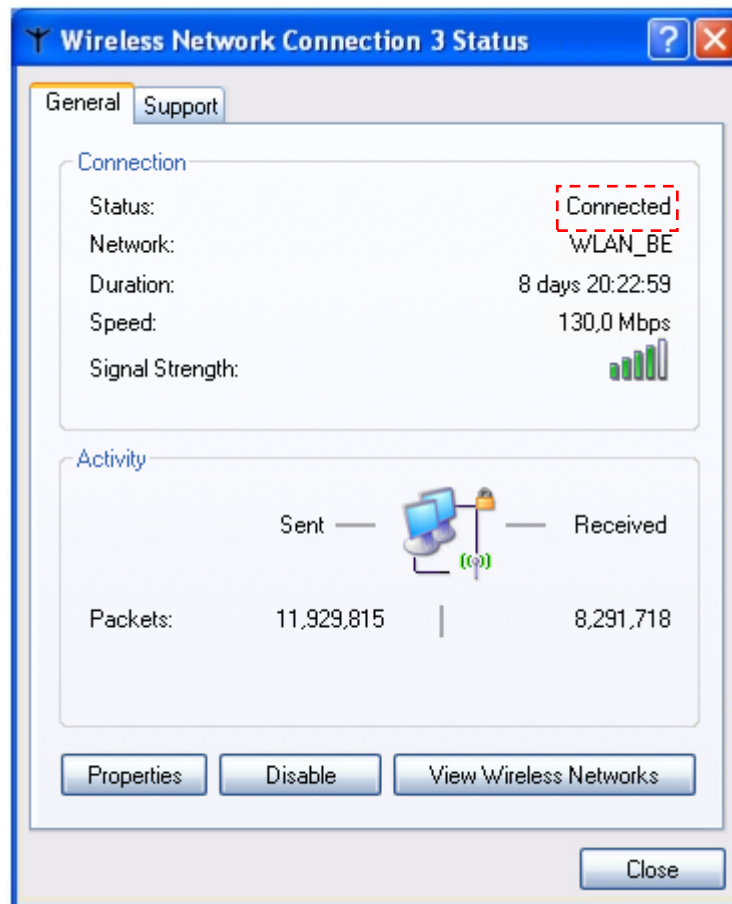 Wireless Network Connection 3 Status
General Support
Connection
Status: Connected
Network: WLAN_BE
Duration: 8 days 20:22:59
Speed: 130,0 Mbps
Signal Strength:
Activity
Sent Received
Packets: 11,929,815 8,291,718
Properties Disable View Wireless Networks
Close